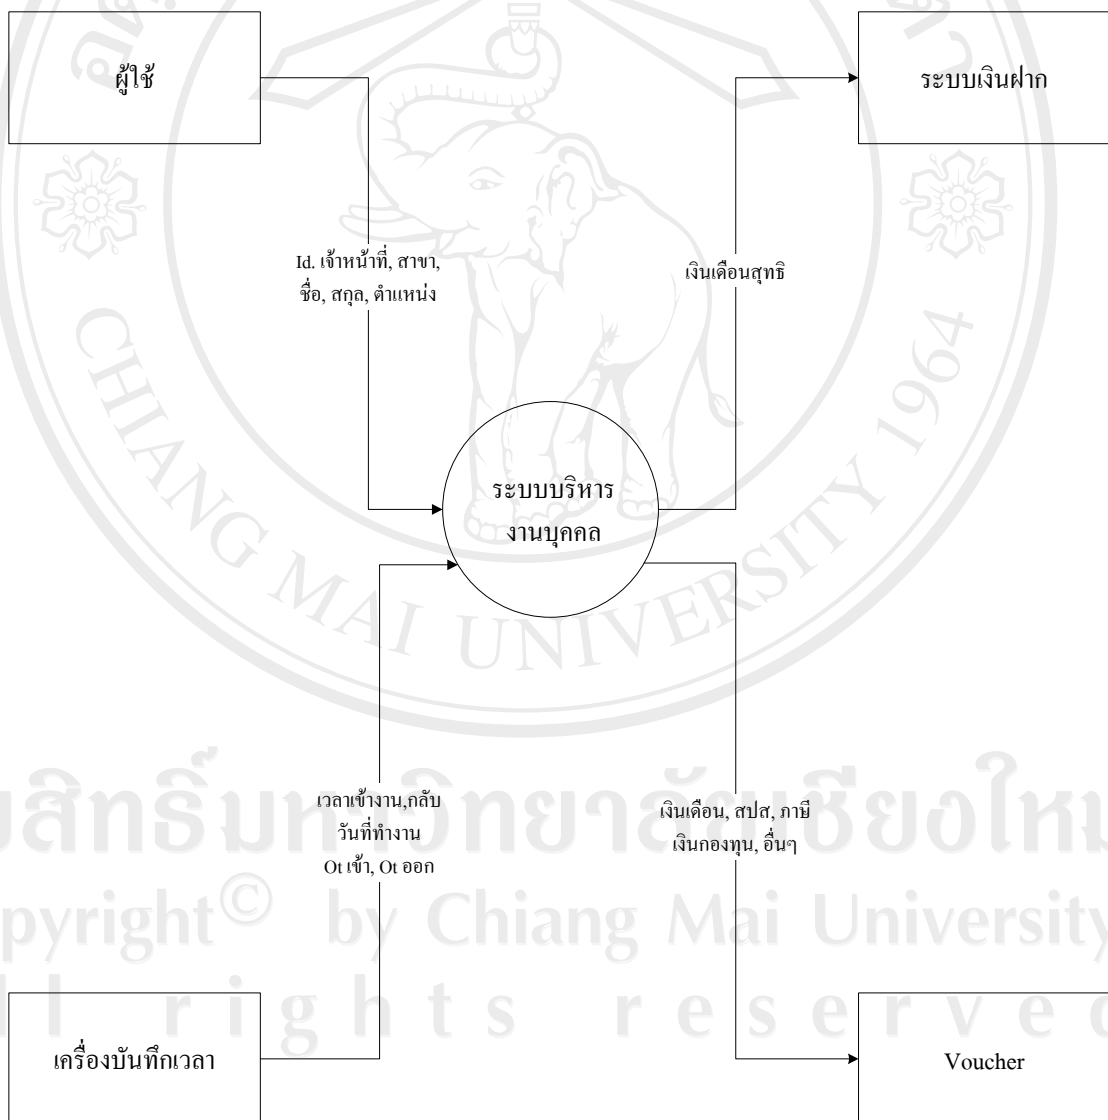 ผู้ใช้
ระบบเงินฝาก
Id. เจ้าหน้าที่, สาขา,
ชื่อ, สกุล, ตำแหน่ง
เงินเดือนสุทธิ
ระบบบริหาร
งานบุคคล
CHIANG MAI UNIVERSITY 1964
เวลาเข้างาน,กลับ
วันที่ทำงาน
Ot เข้า, Ot ออก
เงินเดือน, สปส, ภาษี
เงินกองทุน, อื่นๆ
สิทธิ์มหาวิทยาลัยเชียงใหม
pyright© by Chiang Mai University
ll rights reserved
เครื่องบันทึกเวลา
Voucher